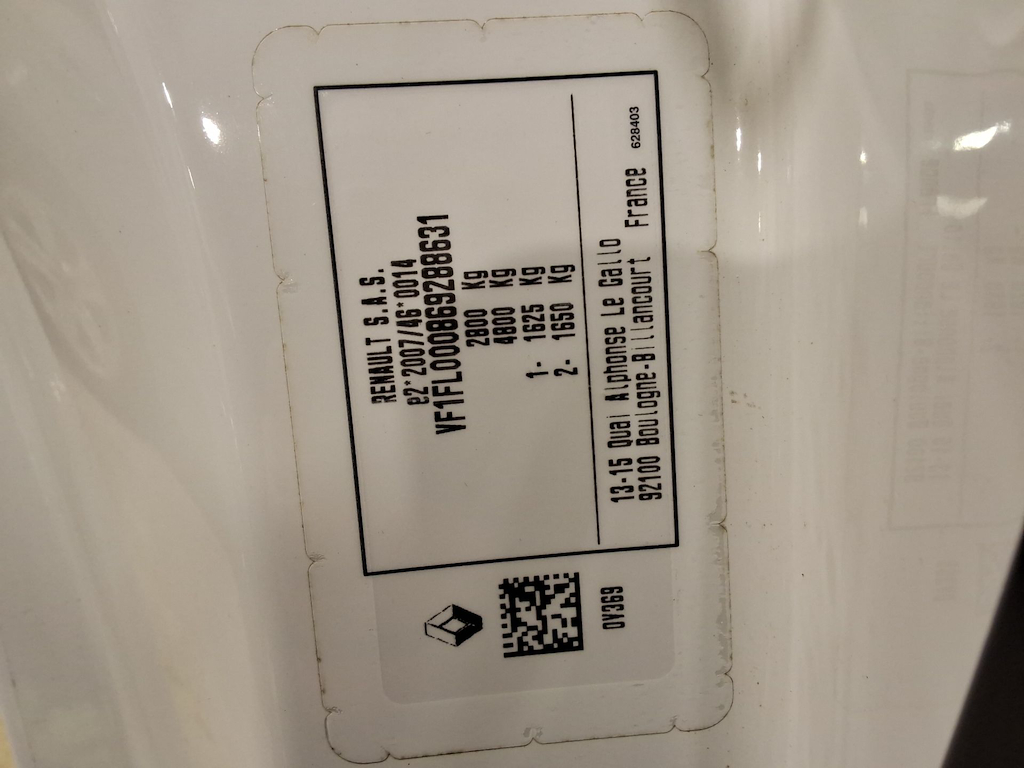 RENAULT S.A.S.
e2*2007/46*0014
VF1FL000869288631
2800 Kg
4800 Kg
1- 1625 Kg
2- 1650 Kg
13-15 Quai Alphonse Le Gallo
92100 Boulogne-Billancourt France
628403
OV369